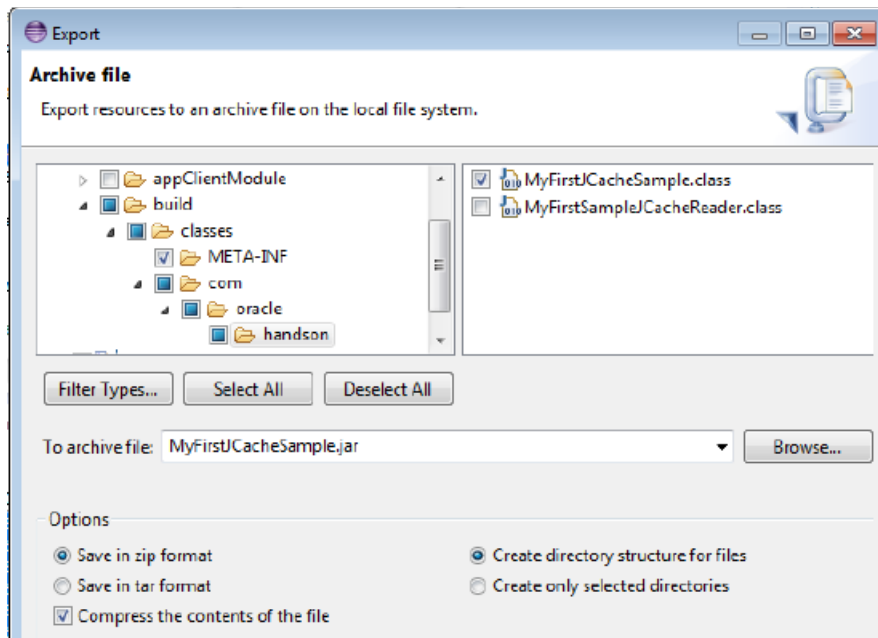 Export
Archive file
Export resources to an archive file on the local file system.
appClientModule
build
classes
META-INF
com
oracle
handson
MyFirstJCacheSample.class
MyFirstSampleJCacheReader.class
Filter Types...
Select All
Deselect All
To archive file:
MyFirstJCacheSample.jar
Browse...
Options
Save in zip format
Create directory structure for files
Save in tar format
Create only selected directories
Compress the contents of the file